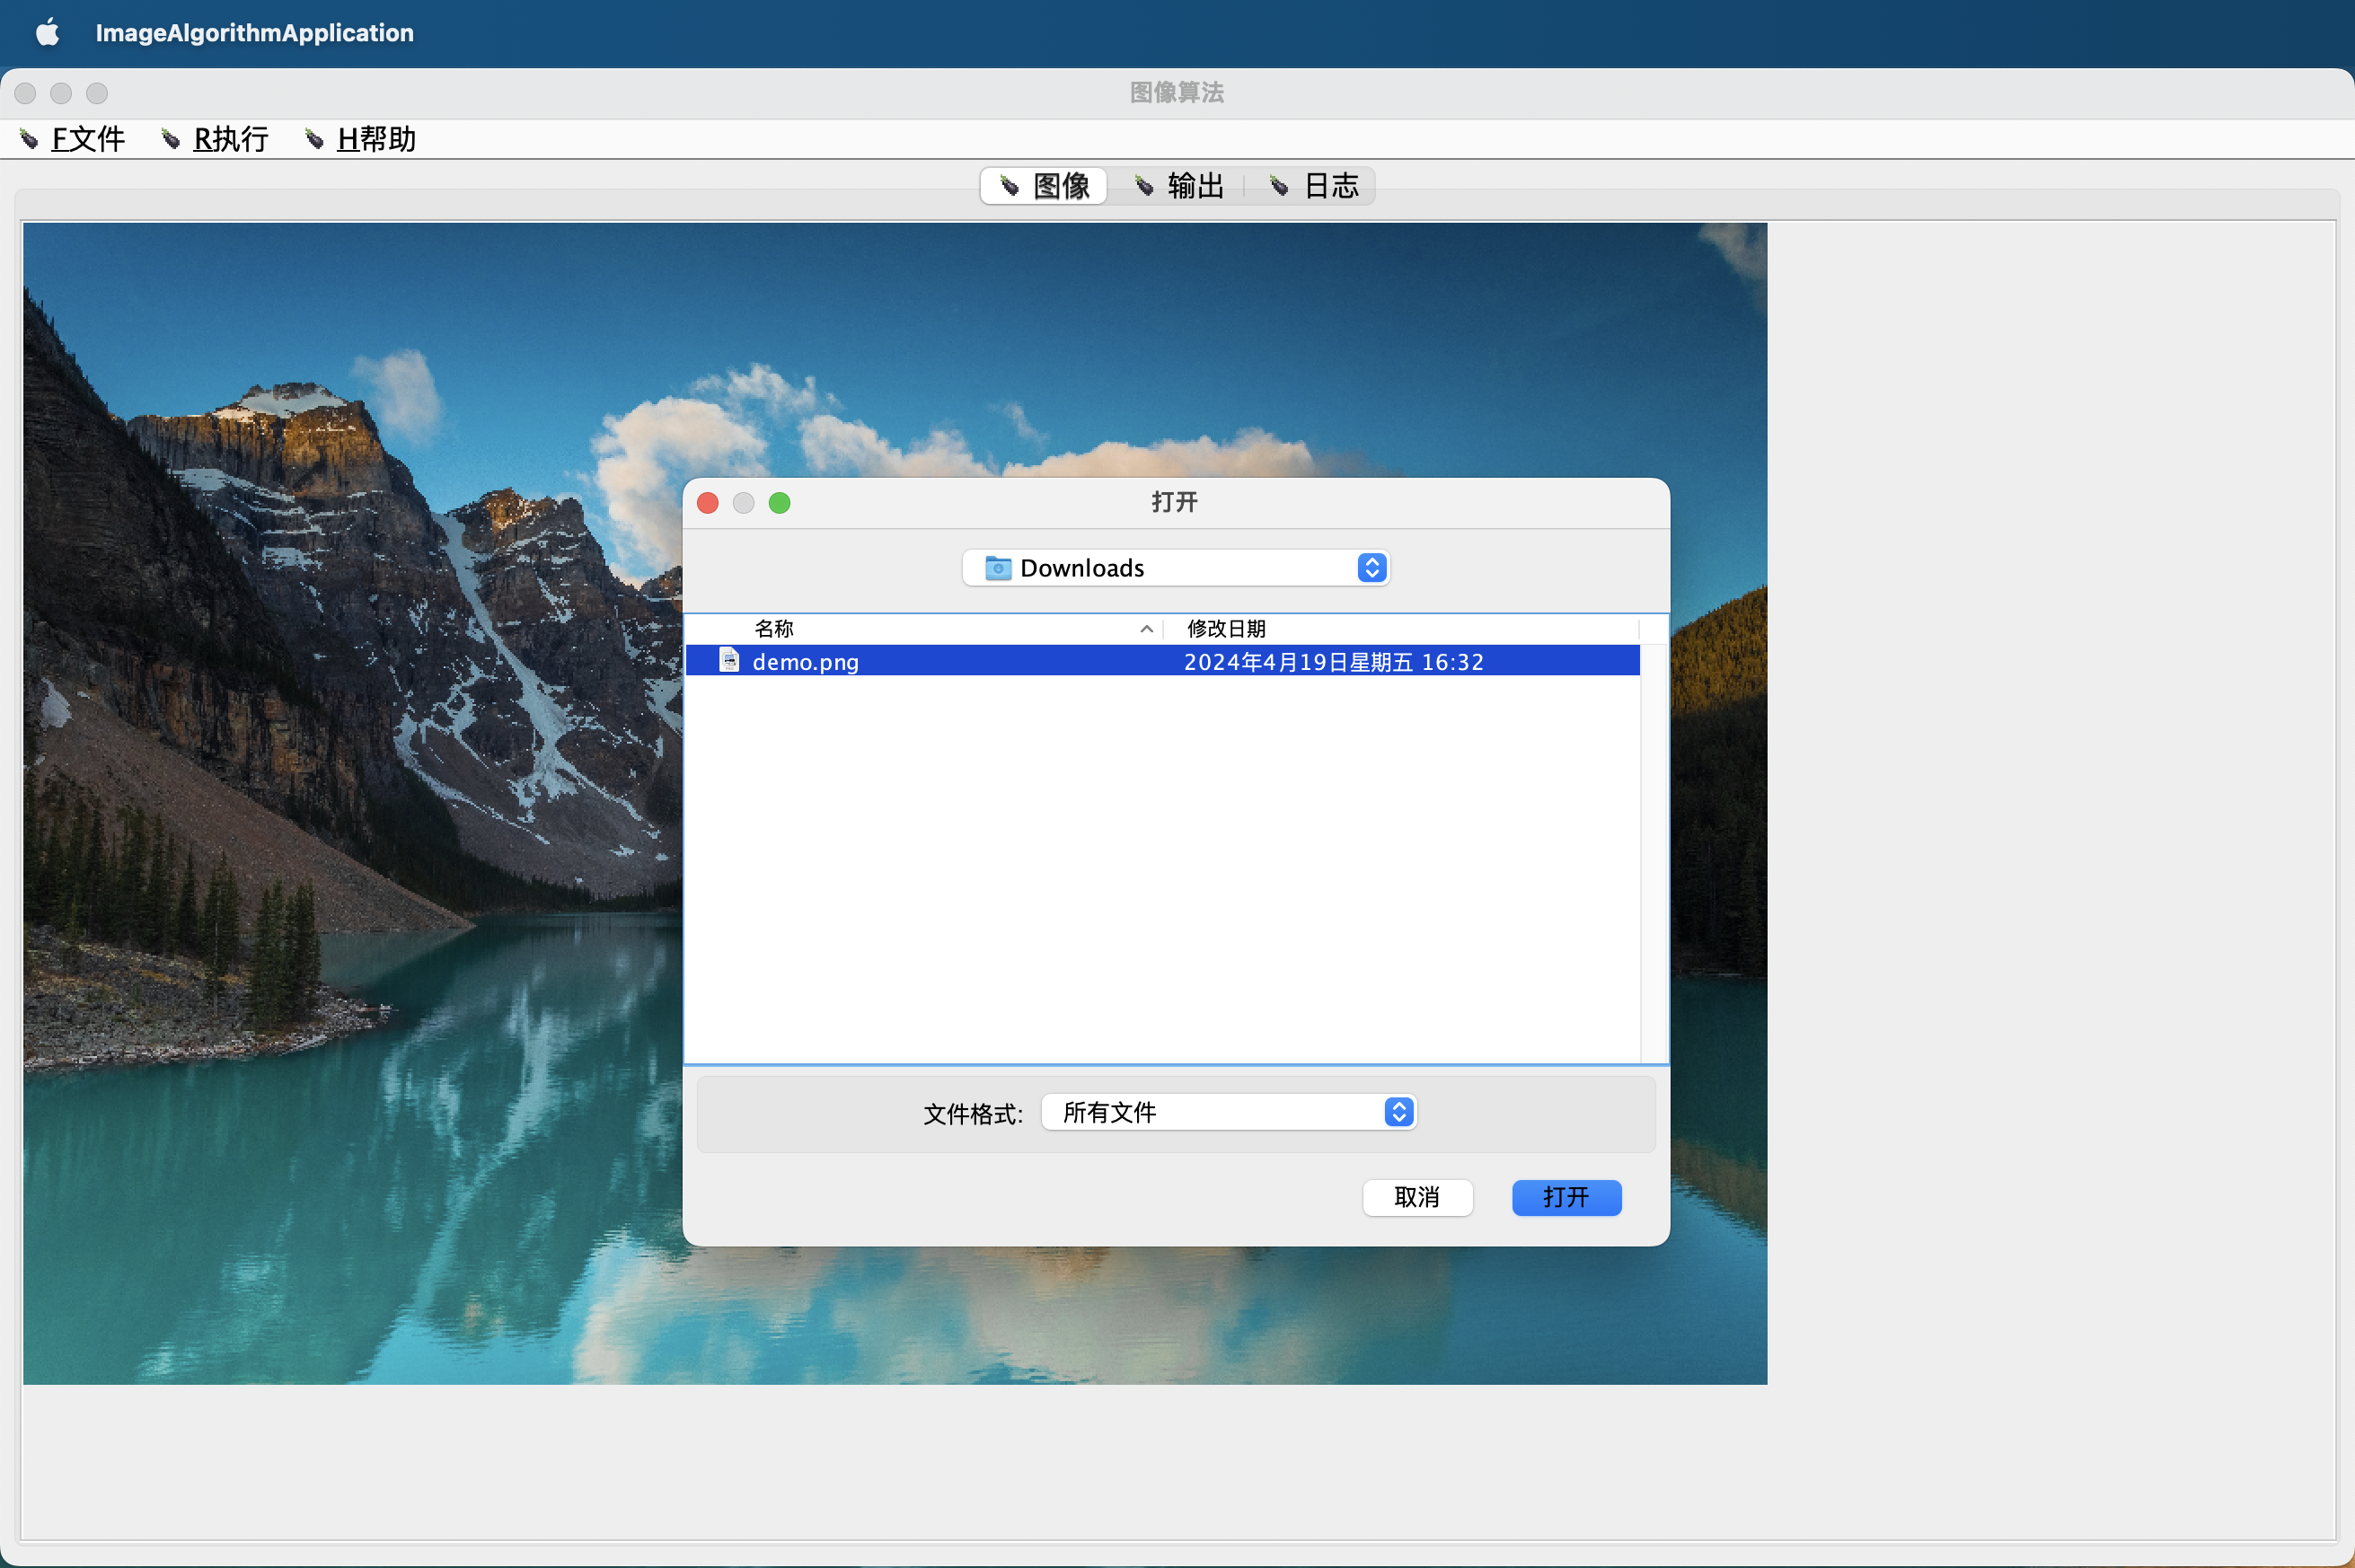 ImageAlgorithmApplication
图像算法
F文件 R执行 H帮助
图像 输出 日志
打开
Downloads
名称 修改日期
demo.png 2024年4月19日星期五 16:32
文件格式: 所有文件
取消 打开